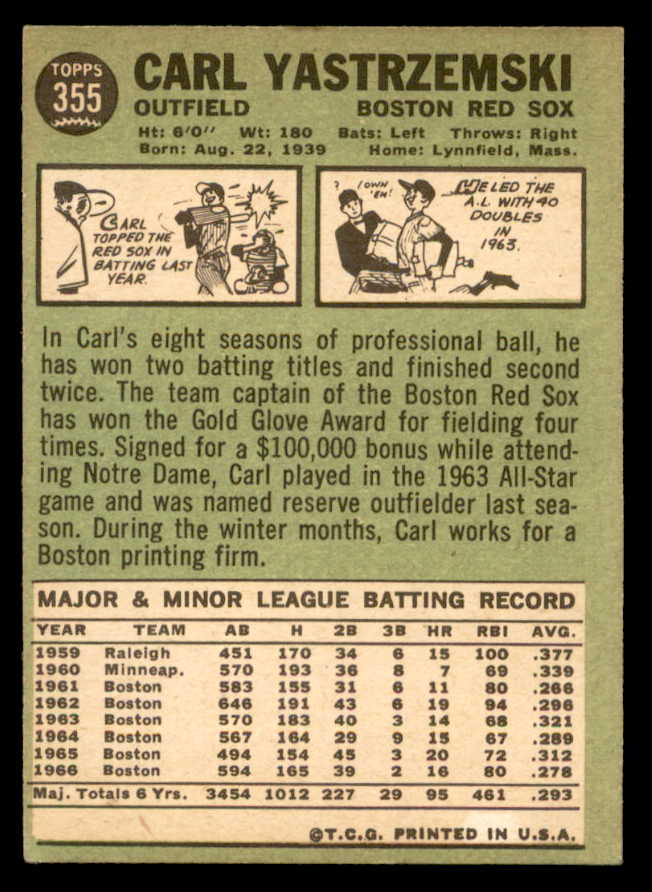 TOPPS
355
CARL YASTRZEMSKI
OUTFIELD BOSTON RED SOX
Ht: 6'0" Wt: 180 Bats: Left Throws: Right
Born: Aug. 22, 1939 Home: Lynnfield, Mass.
CARL
TOPPED THE
RED SOX IN
BATTING LAST
YEAR.
?
I OWN
'EM!
HE LED THE
A.L. WITH 40
DOUBLES
IN
1963.
In Carl's eight seasons of professional ball, he
has won two batting titles and finished second
twice. The team captain of the Boston Red Sox
has won the Gold Glove Award for fielding four
times. Signed for a $100,000 bonus while attend-
ing Notre Dame, Carl played in the 1963 All-Star
game and was named reserve outfielder last sea-
son. During the winter months, Carl works for a
Boston printing firm.
MAJOR & MINOR LEAGUE BATTING RECORD
YEAR TEAM AB H 2B 3B HR RBI AVG.
1959 Raleigh 451 170 34 6 15 100 .377
1960 Minneap. 570 193 36 8 7 69 .339
1961 Boston 583 155 31 6 11 80 .266
1962 Boston 646 191 43 6 19 94 .296
1963 Boston 570 183 40 3 14 68 .321
1964 Boston 567 164 29 9 15 67 .289
1965 Boston 494 154 45 3 20 72 .312
1966 Boston 594 165 39 2 16 80 .278
Maj. Totals 6 Yrs. 3454 1012 227 29 95 461 .293
©T.C.G. PRINTED IN U.S.A.